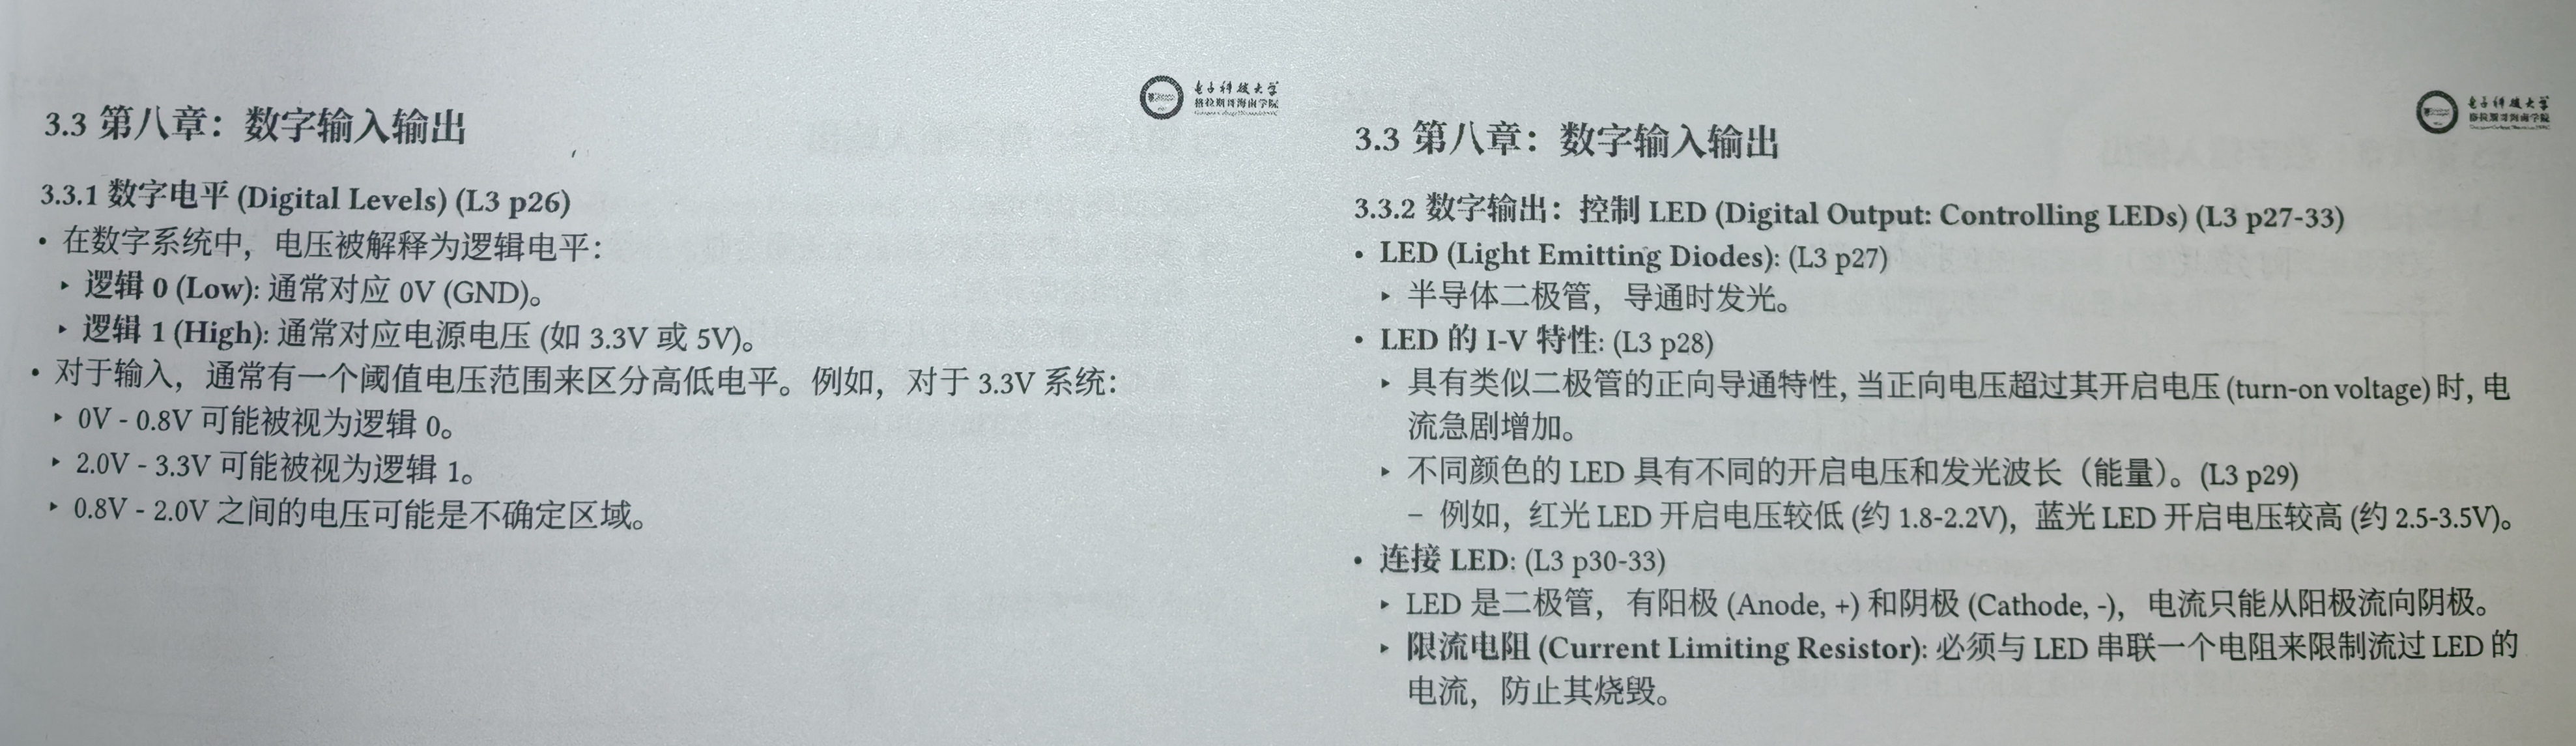 电子科技大学
格拉斯哥海南学院
3.3 第八章：数字输入输出
3.3.1 数字电平 (Digital Levels) (L3 p26)
• 在数字系统中，电压被解释为逻辑电平：
‣ 逻辑 0 (Low): 通常对应 0V (GND)。
‣ 逻辑 1 (High): 通常对应电源电压 (如 3.3V 或 5V)。
• 对于输入，通常有一个阈值电压范围来区分高低电平。例如，对于 3.3V 系统：
‣ 0V - 0.8V 可能被视为逻辑 0。
‣ 2.0V - 3.3V 可能被视为逻辑 1。
‣ 0.8V - 2.0V 之间的电压可能是不确定区域。
电子科技大学
格拉斯哥海南学院
3.3 第八章：数字输入输出
3.3.2 数字输出：控制 LED (Digital Output: Controlling LEDs) (L3 p27-33)
• LED (Light Emitting Diodes): (L3 p27)
‣ 半导体二极管，导通时发光。
• LED 的 I-V 特性: (L3 p28)
‣ 具有类似二极管的正向导通特性, 当正向电压超过其开启电压 (turn-on voltage) 时, 电
流急剧增加。
‣ 不同颜色的 LED 具有不同的开启电压和发光波长（能量）。(L3 p29)
– 例如，红光 LED 开启电压较低 (约 1.8-2.2V)，蓝光 LED 开启电压较高 (约 2.5-3.5V)。
• 连接 LED: (L3 p30-33)
‣ LED 是二极管，有阳极 (Anode, +) 和阴极 (Cathode, -)，电流只能从阳极流向阴极。
‣ 限流电阻 (Current Limiting Resistor): 必须与 LED 串联一个电阻来限制流过 LED 的
电流，防止其烧毁。